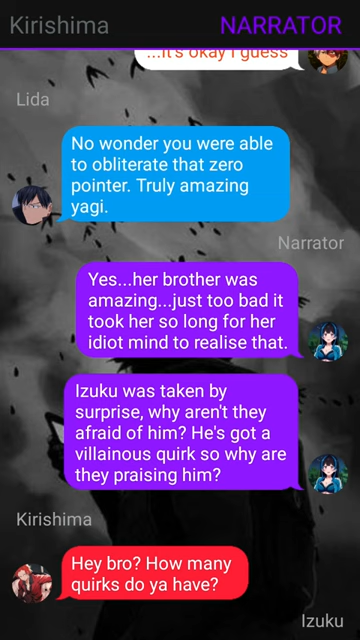 Kirishima NARRATOR
...it's okay I guess
Lida
No wonder you were able
to obliterate that zero
pointer. Truly amazing
yagi.
Narrator
Yes...her brother was
amazing...just too bad it
took her so long for her
idiot mind to realise that.
Izuku was taken by
surprise, why aren't they
afraid of him? He's got a
villainous quirk so why are
they praising him?
Kirishima
Hey bro? How many
quirks do ya have?
Izuku